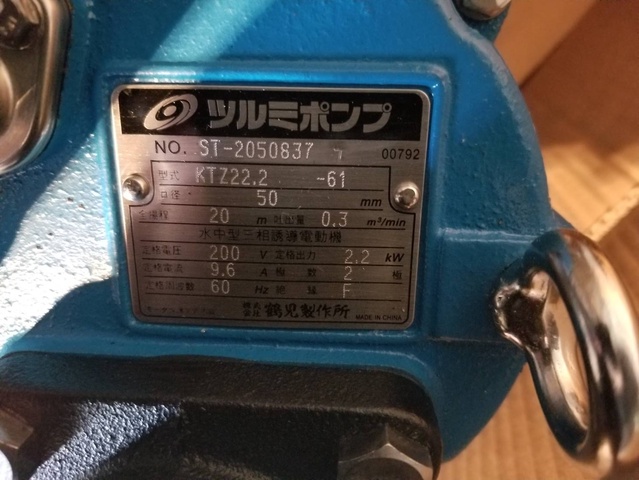 ツルミポンプ
NO. ST-2050837 00792
型式 KTZ22.2 -61
口径 50 mm
全揚程 20 m 吐出量 0.3 m³/min
水中型三相誘導電動機
定格電圧 200 V 定格出力 2.2 kW
定格電流 9.6 A 極数 2 極
定格周波数 60 Hz 絶縁 F
株式会社 鶴見製作所 MADE IN CHINA